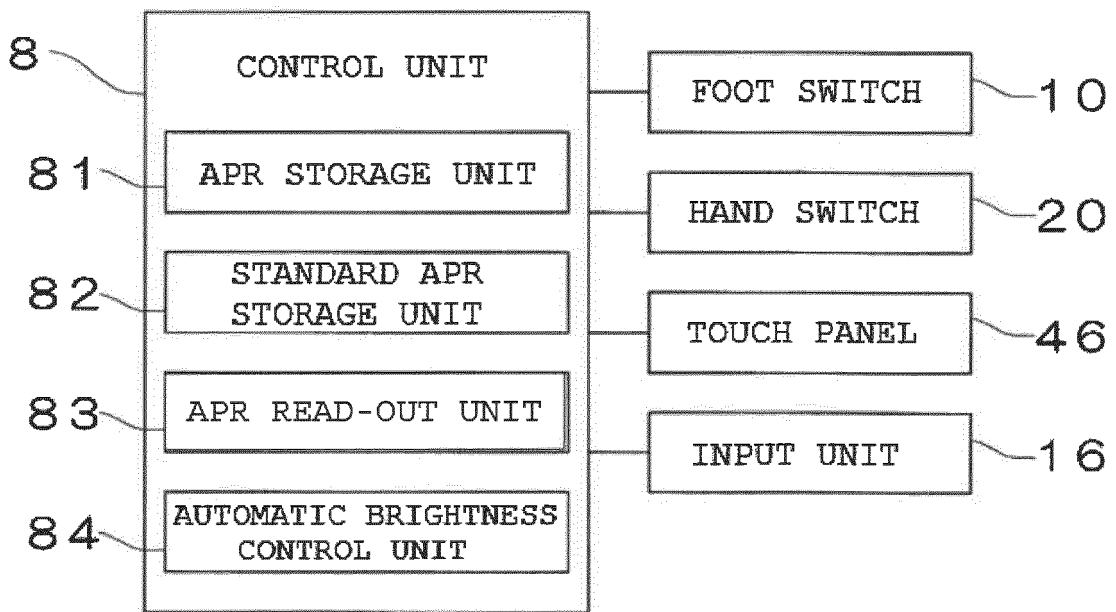 8
CONTROL UNIT
81
APR STORAGE UNIT
82
STANDARD APR
STORAGE UNIT
83
APR READ-OUT UNIT
84
AUTOMATIC BRIGHTNESS
CONTROL UNIT
FOOT SWITCH
10
HAND SWITCH
20
TOUCH PANEL
46
INPUT UNIT
16